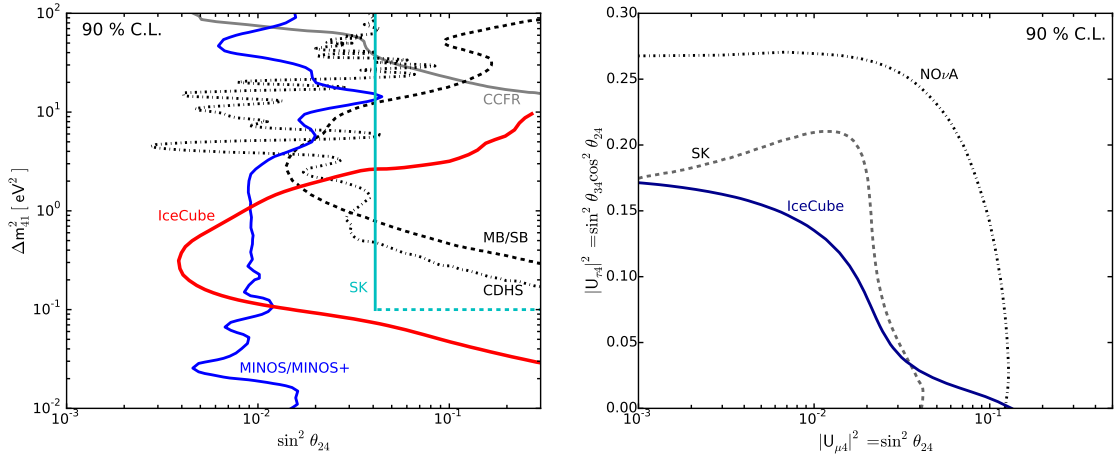 90 % C.L.
10²
10¹
10⁰
10⁻¹
10⁻²
Δm²₄₁ [ eV² ]
CCFR
IceCube
MB/SB
SK
CDHS
MINOS/MINOS+
10⁻³
10⁻²
10⁻¹
sin² θ₂₄
90 % C.L.
0.30
0.25
0.20
0.15
0.10
0.05
0.00
|U_τ4|² =sin² θ₃₄cos² θ₂₄
NOνA
SK
IceCube
10⁻³
10⁻²
10⁻¹
|U_μ4|² =sin² θ₂₄